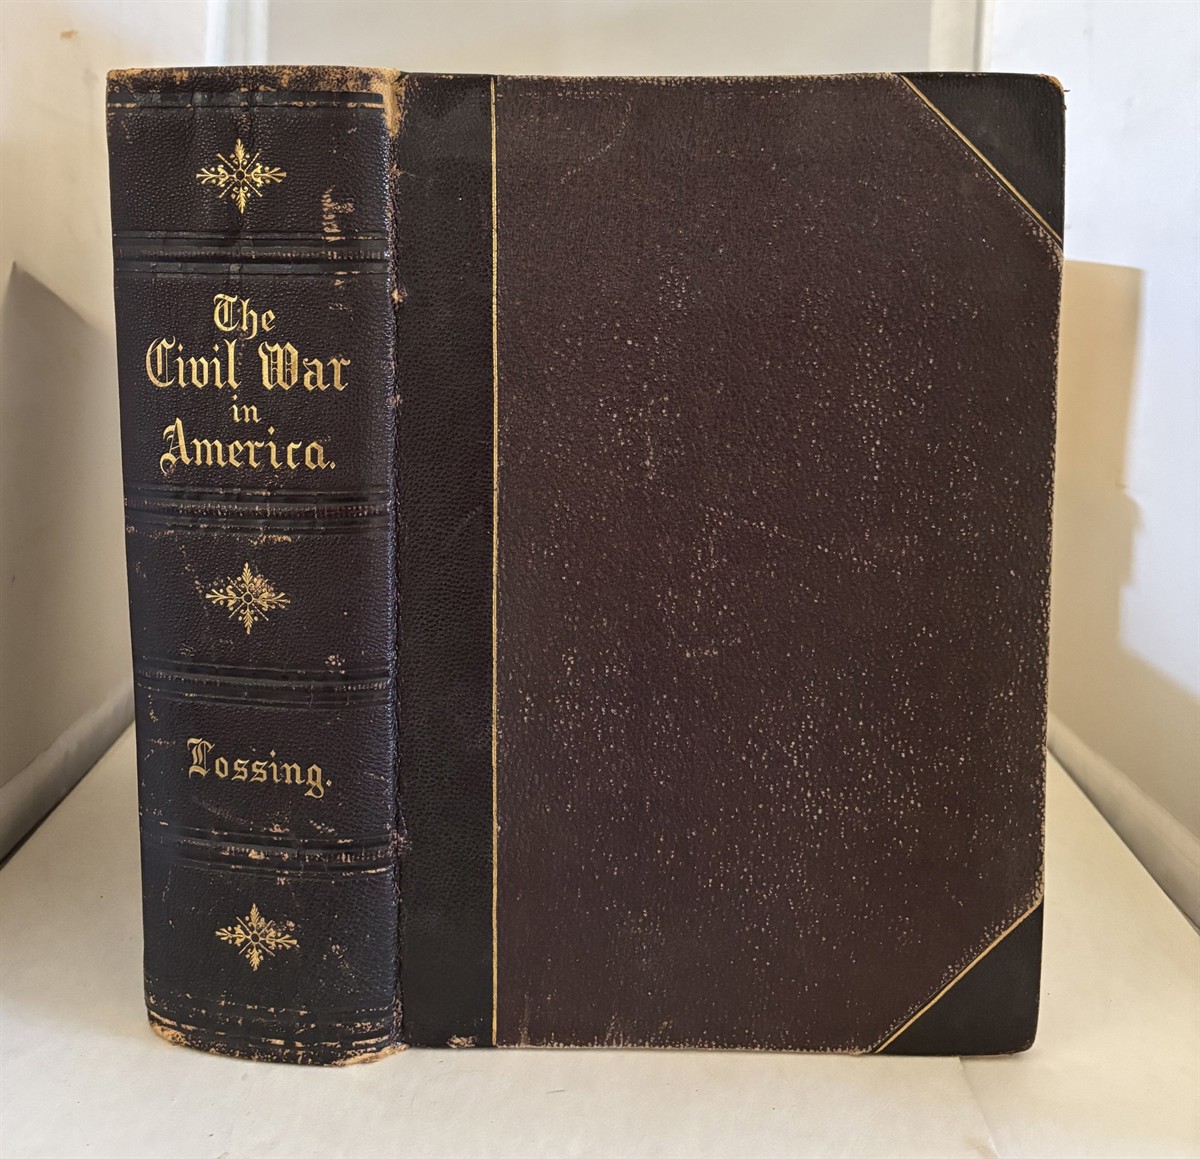 The
Civil War
in
America.
Lossing.